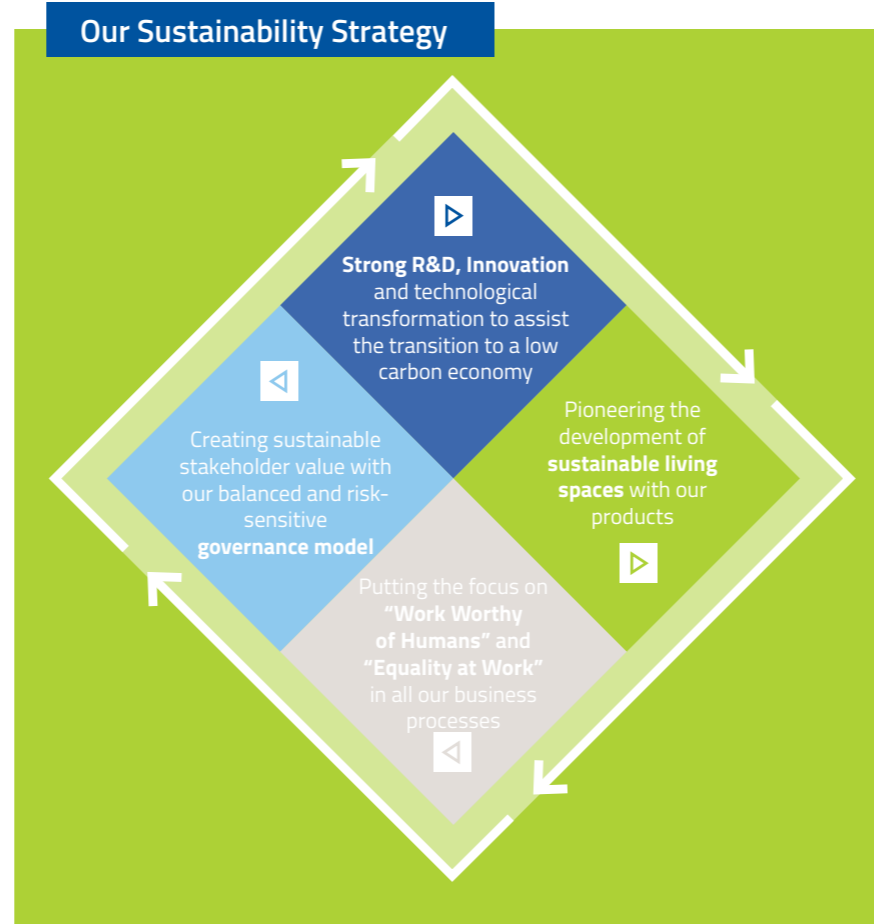 Our Sustainability Strategy
Strong R&D, Innovation
and technological
transformation to assist
the transition to a low
carbon economy
Creating sustainable
stakeholder value with
our balanced and risk-
sensitive
governance model
Pioneering the
development of
sustainable living
spaces with our
products
Putting the focus on
“Work Worthy
of Humans” and
“Equality at Work”
in all our business
processes